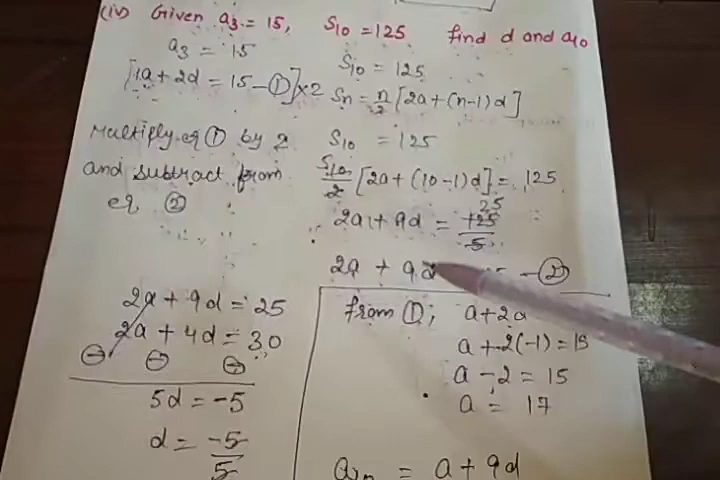 (iv) Given a3 = 15, S10 = 125 find d and a10
a3 = 15
[1a + 2d = 15 - ①] × 2
Multiply eq ① by 2
and subtract from
eq ②
2a + 9d = 25
2a + 4d = 30
⊖ ⊖ ⊖
5d = -5
d = -5/5
S10 = 125
Sn = n/2 [2a + (n-1) d]
S10 = 125
[2a + (10-1)d] = 125
2a + 9d = 125/5 25
2a + 9d - ②
from ①, a + 2d
a + 2(-1) = 15
a - 2 = 15
a = 17
= a + 9d